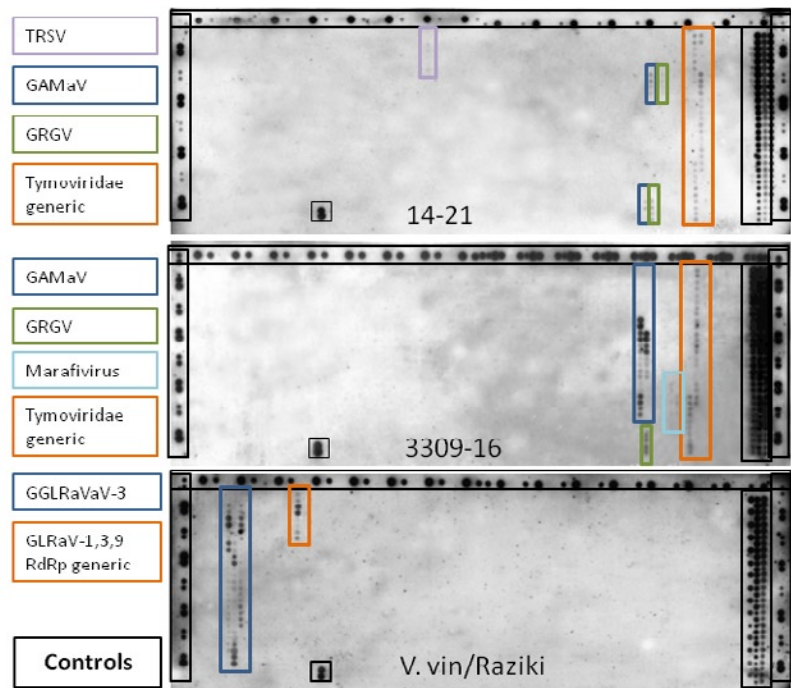 TRSV
GAMaV
GRGV
Tymoviridae
generic
14-21
GAMaV
GRGV
Marafivirus
Tymoviridae
generic
3309-16
GGLRaVaV-3
GLRaV-1,3,9
RdRp generic
Controls
V. vin/Raziki